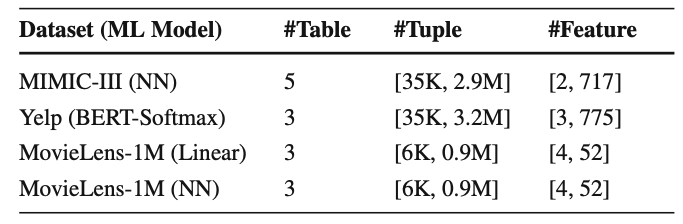 Dataset (ML Model) #Table #Tuple #Feature
MIMIC-III (NN) 5 [35K, 2.9M] [2, 717]
Yelp (BERT-Softmax) 3 [35K, 3.2M] [3, 775]
MovieLens-1M (Linear) 3 [6K, 0.9M] [4, 52]
MovieLens-1M (NN) 3 [6K, 0.9M] [4, 52]